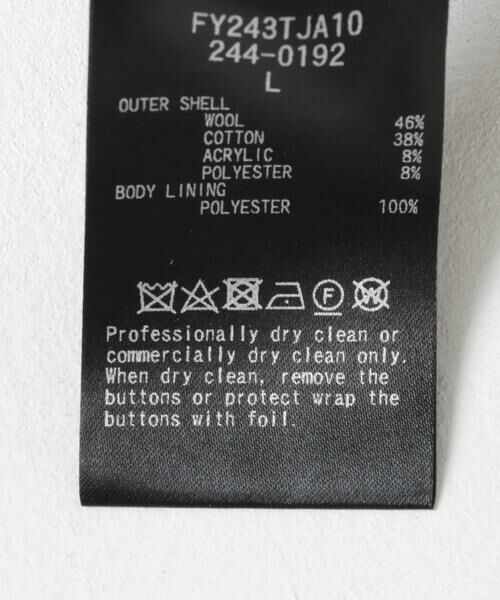 FY243TJA10
244-0192
L
OUTER SHELL
WOOL 46%
COTTON 38%
ACRYLIC 8%
POLYESTER 8%
BODY LINING
POLYESTER 100%
F W
Professionally dry clean or
commercially dry clean only.
When dry clean, remove the
buttons or protect wrap the
buttons with foil.